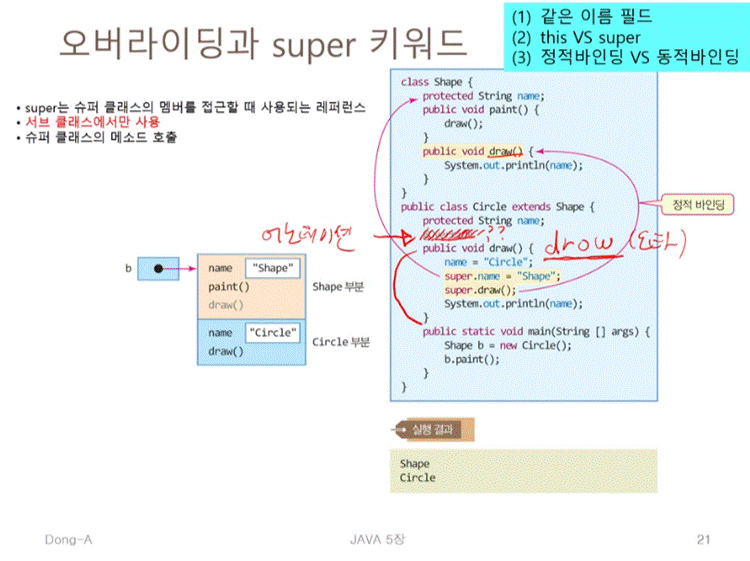 오버라이딩과 super 키워드
(1) 같은 이름 필드
(2) this VS super
(3) 정적바인딩 VS 동적바인딩
• super는 슈퍼 클래스의 멤버를 접근할 때 사용되는 레퍼런스
• 서브 클래스에서만 사용
• 슈퍼 클래스의 메소드 호출
class Shape {
protected String name;
public void paint() {
draw();
}
public void draw() {
System.out.println(name);
}
}
public class Circle extends Shape {
protected String name;
??
public void draw() {
name = "Circle";
super.name = "Shape";
super.draw();
System.out.println(name);
}
public static void main(String [] args) {
Shape b = new Circle();
b.paint();
}
}
정적 바인딩
어노테이션
drow (오타)
b
name "Shape"
paint()
draw()
Shape 부분
name "Circle"
draw()
Circle 부분
실행 결과
Shape
Circle
Dong-A
JAVA 5장
21